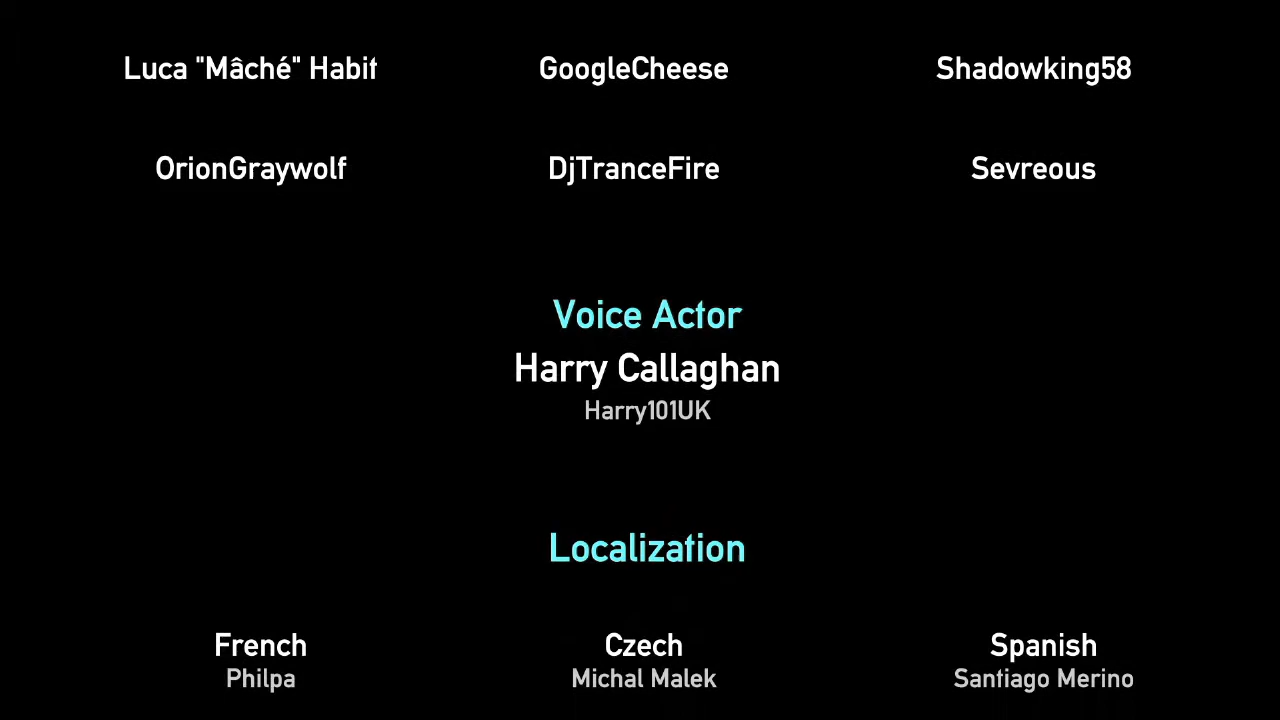 Luca "Mâché" Habit GoogleCheese Shadowking58
OrionGraywolf DjTranceFire Sevreous
Voice Actor
Harry Callaghan
Harry101UK
Localization
French Czech Spanish
Philpa Michal Malek Santiago Merino